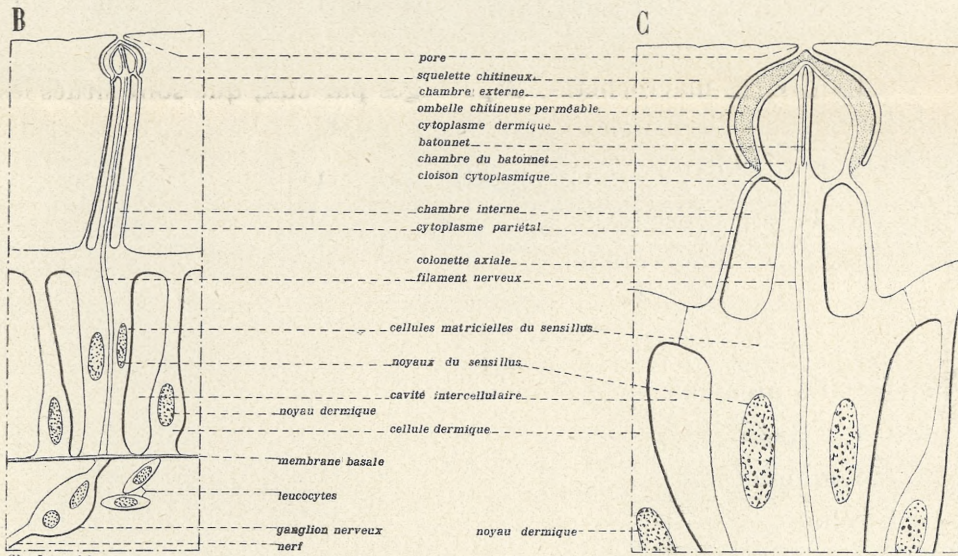 B
C
pore
squelette chitineux
chambre externe
ombelle chitineuse perméable
cytoplasme dermique
batonnet
chambre du batonnet
cloison cytoplasmique
chambre interne
cytoplasme pariétal
colonette axiale
filament nerveux
cellules matricielles du sensillus
noyaux du sensillus
cavité intercellulaire
noyau dermique
cellule dermique
membrane basale
leucocytes
ganglion nerveux
noyau dermique
nerf